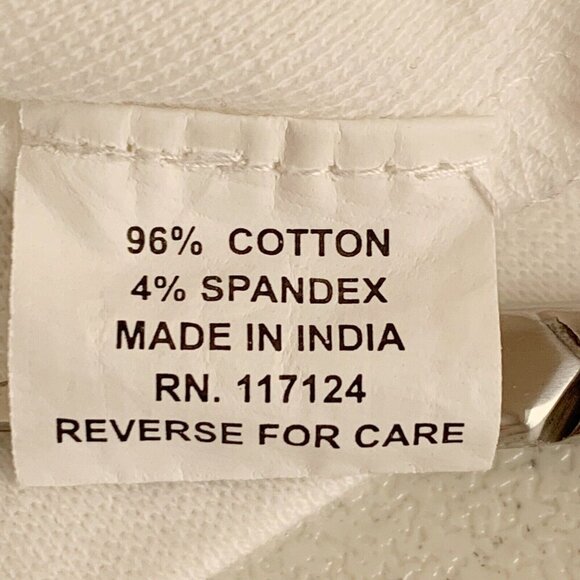 96% COTTON
4% SPANDEX
MADE IN INDIA
RN. 117124
REVERSE FOR CARE